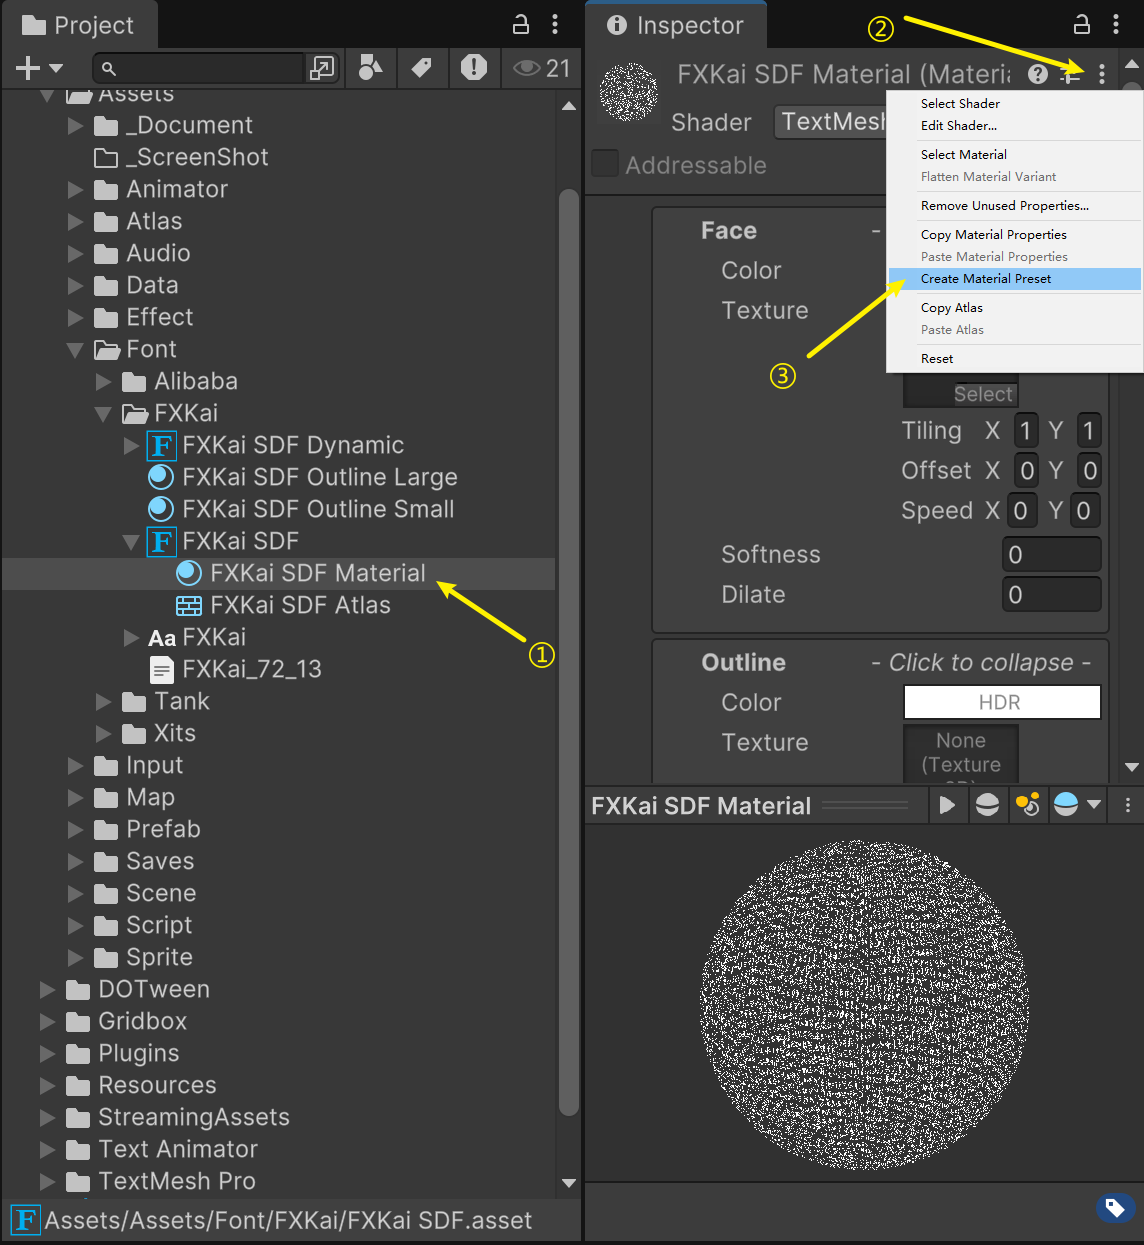 Project
21
Assets
_Document
_ScreenShot
Animator
Atlas
Audio
Data
Effect
Font
Alibaba
FXKai
F FXKai SDF Dynamic
FXKai SDF Outline Large
FXKai SDF Outline Small
F FXKai SDF
FXKai SDF Material
①
FXKai SDF Atlas
Aa FXKai
FXKai_72_13
Tank
Xits
Input
Map
Prefab
Saves
Scene
Script
Sprite
DOTween
Gridbox
Plugins
Resources
StreamingAssets
Text Animator
TextMesh Pro
F Assets/Assets/Font/FXKai/FXKai SDF.asset
Inspector
②
FXKai SDF Material (Materia
Shader TextMesh
Addressable
Select Shader
Edit Shader...
Select Material
Flatten Material Variant
Remove Unused Properties...
Copy Material Properties
Paste Material Properties
Create Material Preset
Copy Atlas
Paste Atlas
Reset
③
Face -
Color
Texture
Select
Tiling X 1 Y 1
Offset X 0 Y 0
Speed X 0 Y 0
Softness 0
Dilate 0
Outline - Click to collapse -
Color HDR
Texture None
(Texture
FXKai SDF Material